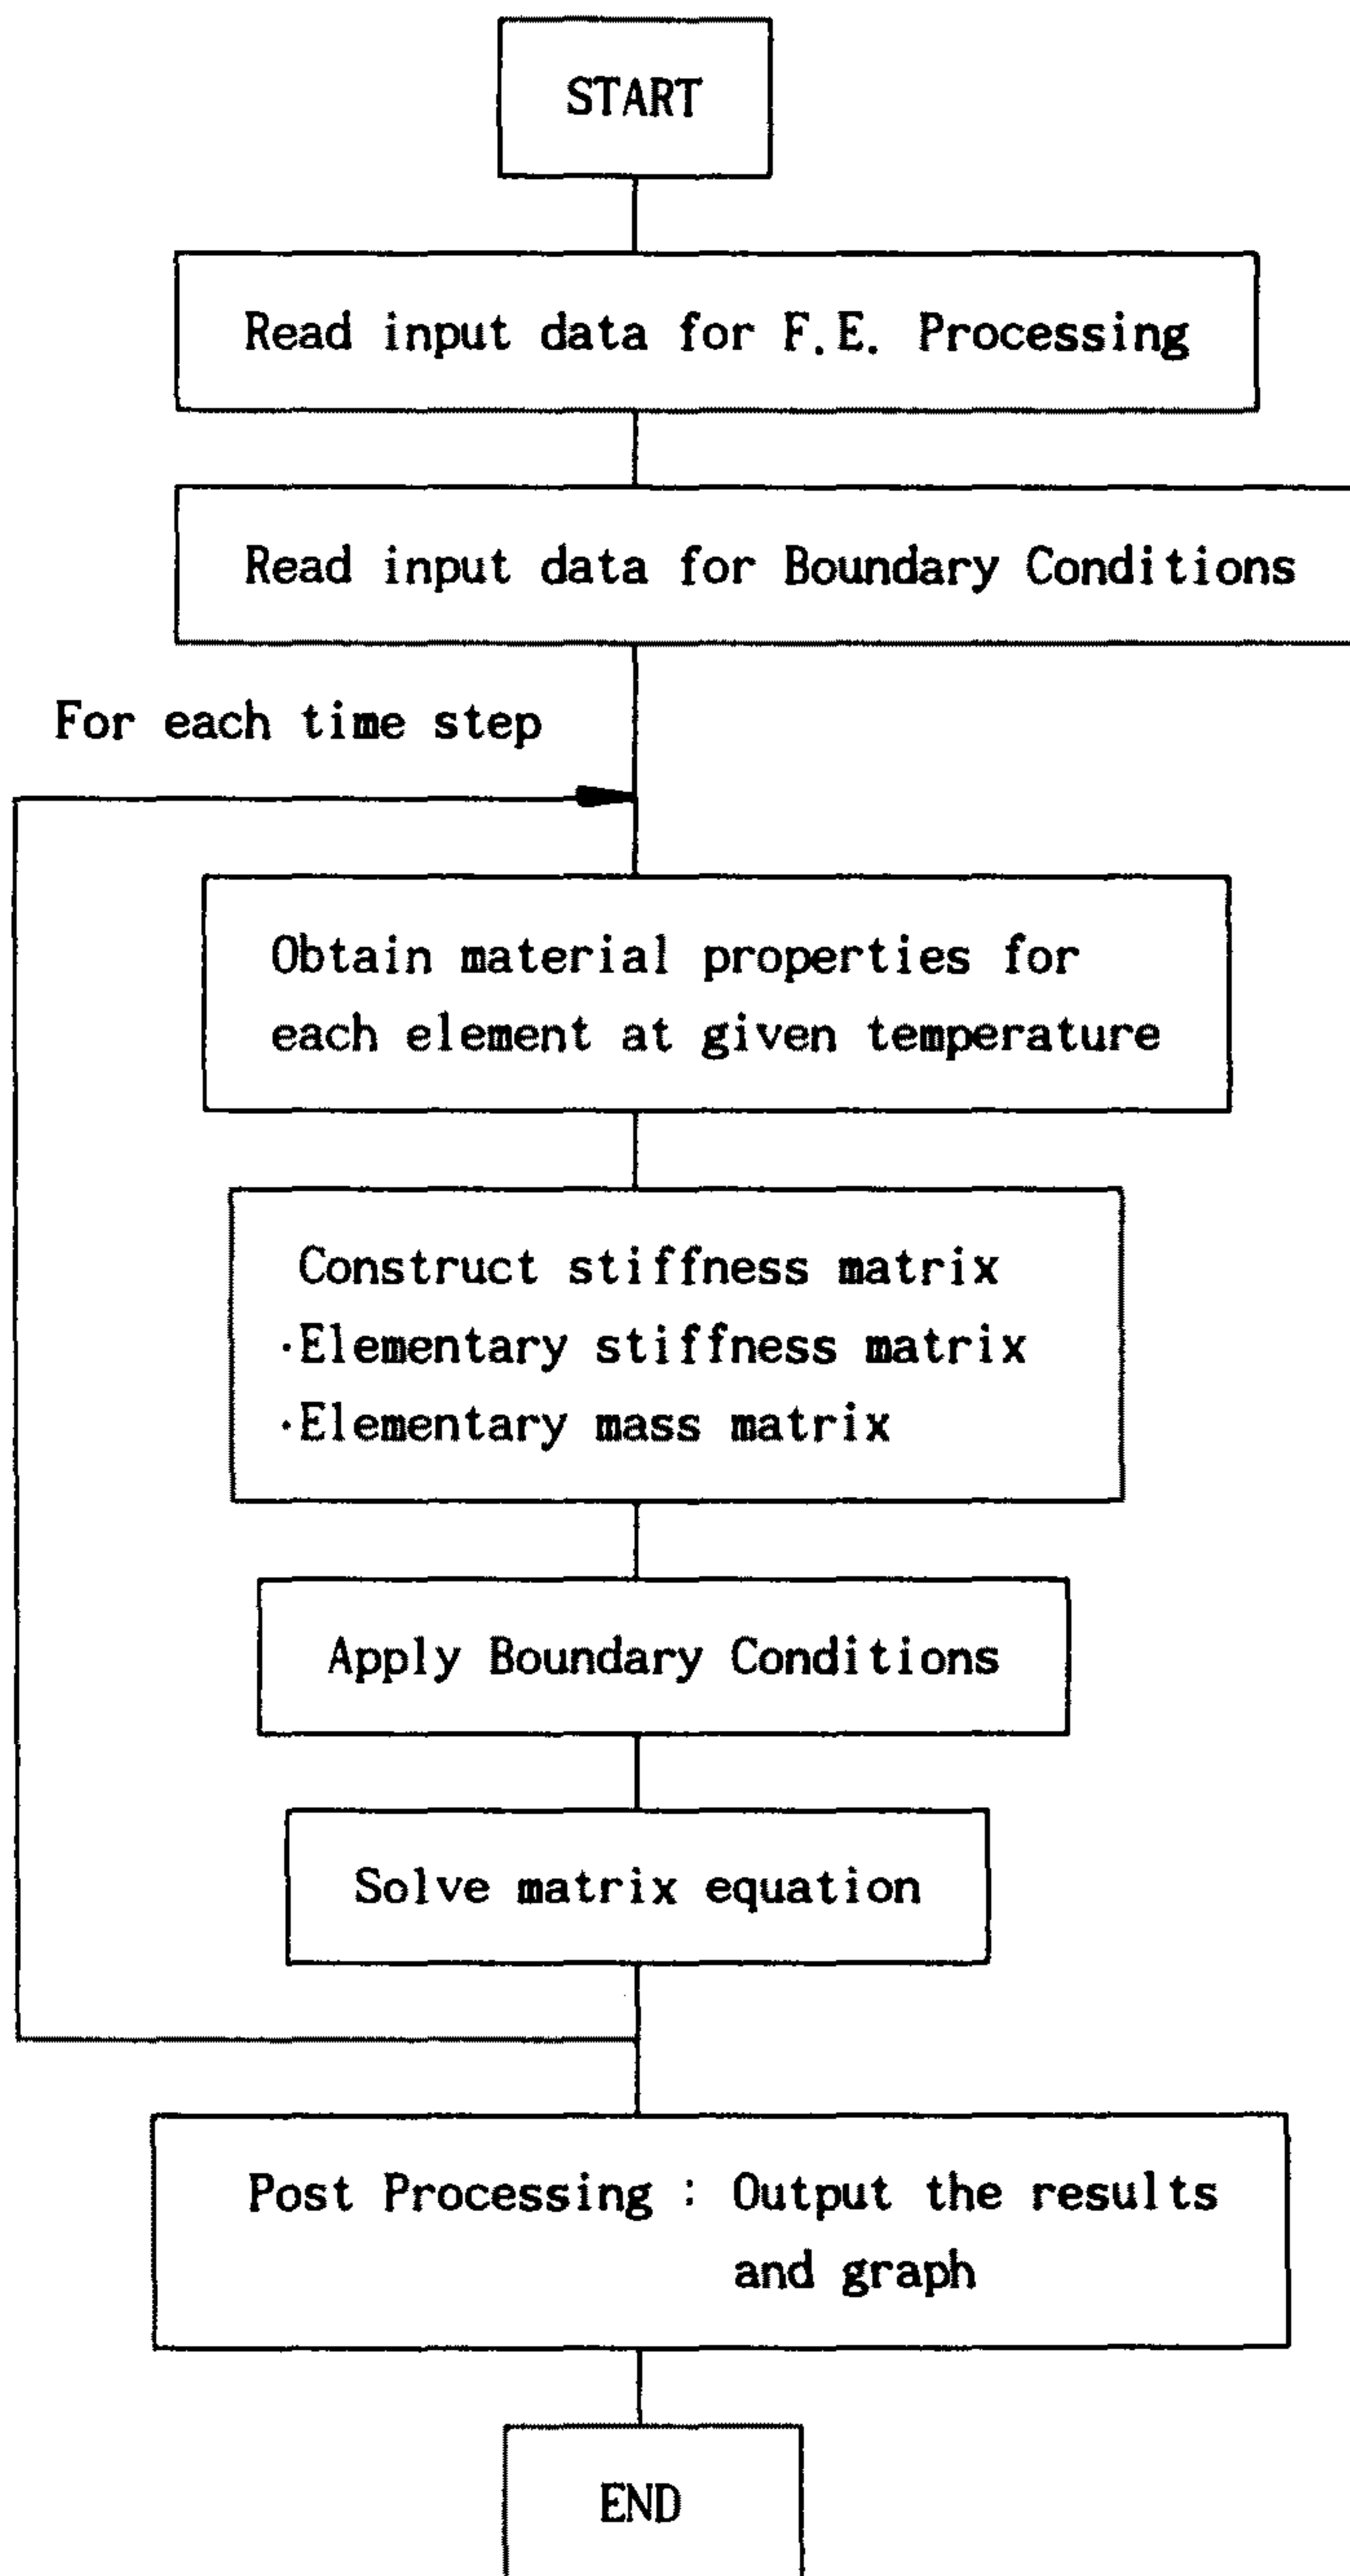 START
Read input data for F.E. Processing
Read input data for Boundary Conditions
For each time step
Obtain material properties for
each element at given temperature
Construct stiffness matrix
·Elementary stiffness matrix
·Elementary mass matrix
Apply Boundary Conditions
Solve matrix equation
Post Processing : Output the results
and graph
END